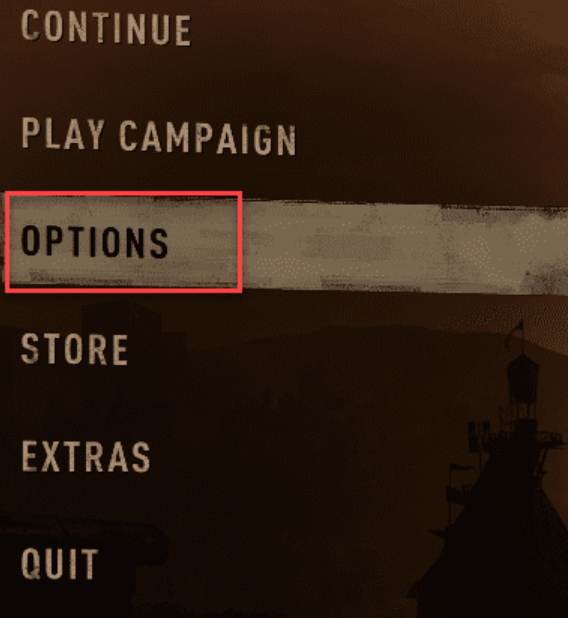 CONTINUE
PLAY CAMPAIGN
OPTIONS
STORE
EXTRAS
QUIT